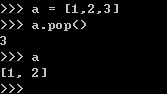 >>> a = [1,2,3]
>>> a.pop()
3
>>> a
[1, 2]
>>>